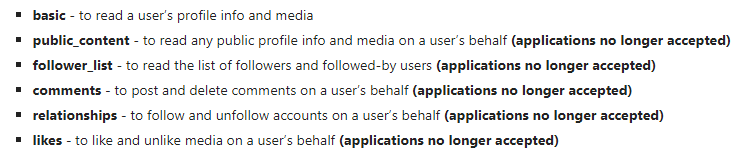 basic - to read a user's profile info and media
public_content - to read any public profile info and media on a user's behalf (applications no longer accepted)
follower_list - to read the list of followers and followed-by users (applications no longer accepted)
comments - to post and delete comments on a user's behalf (applications no longer accepted)
relationships - to follow and unfollow accounts on a user's behalf (applications no longer accepted)
likes - to like and unlike media on a user's behalf (applications no longer accepted)